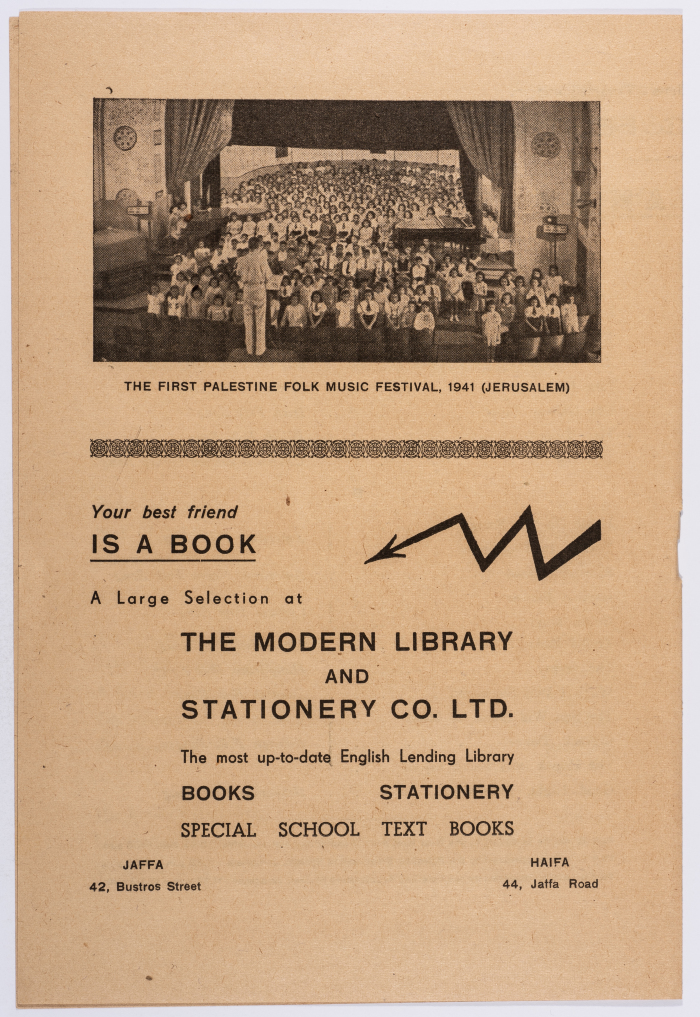 THE FIRST PALESTINE FOLK MUSIC FESTIVAL, 1941 (JERUSALEM)
Your best friend
IS A BOOK
A Large Selection at
THE MODERN LIBRARY
AND
STATIONERY CO. LTD.
The most up-to-date English Lending Library
BOOKS STATIONERY
SPECIAL SCHOOL TEXT BOOKS
JAFFA
42, Bustros Street
HAIFA
44, Jaffa Road